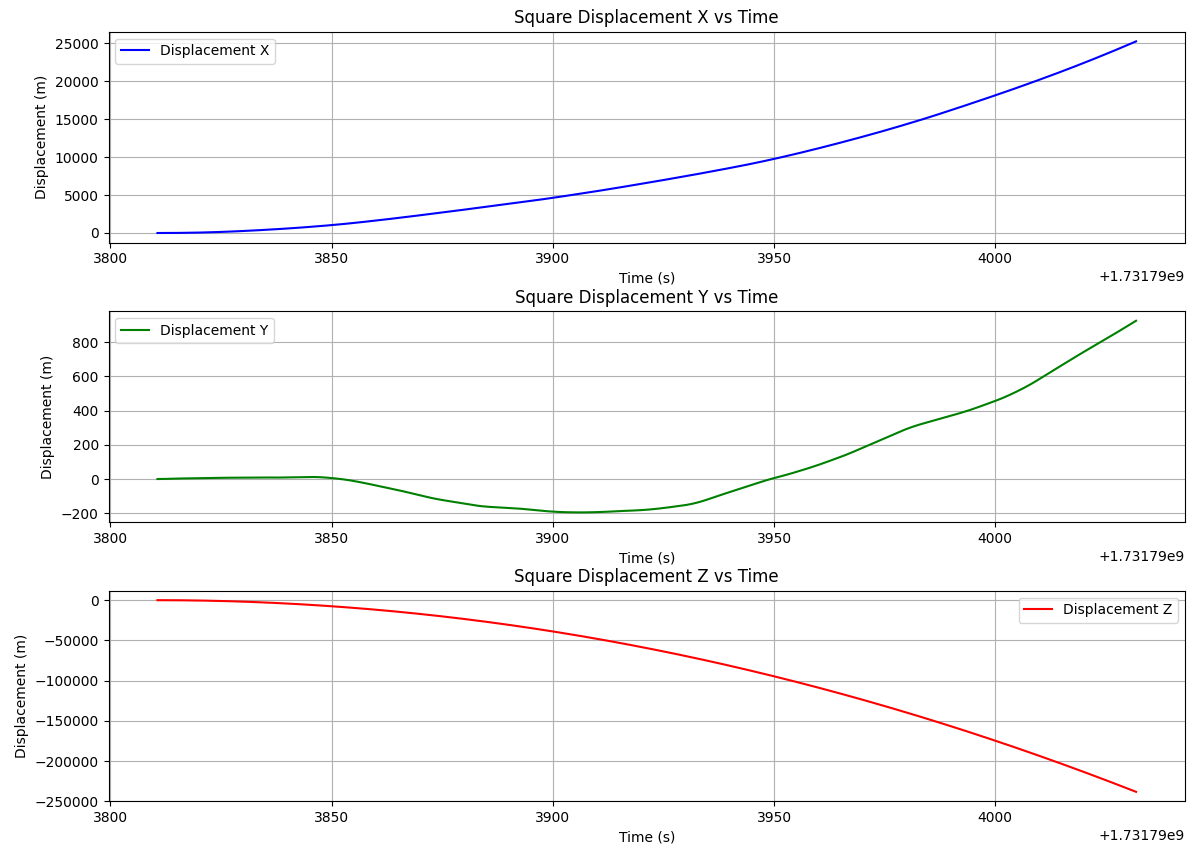 Square Displacement X vs Time
Displacement (m)
25000
20000
15000
10000
5000
0
Displacement X
3800 3850 3900 3950 4000
Time (s)
+1.73179e9
Square Displacement Y vs Time
Displacement (m)
800
600
400
200
0
−200
Displacement Y
3800 3850 3900 3950 4000
Time (s)
+1.73179e9
Square Displacement Z vs Time
Displacement (m)
0
−50000
−100000
−150000
−200000
−250000
Displacement Z
3800 3850 3900 3950 4000
Time (s)
+1.73179e9